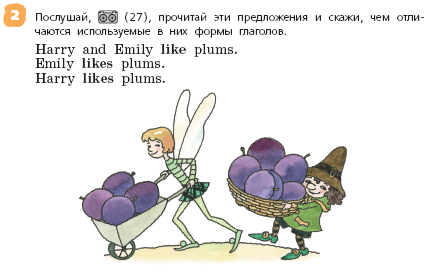 2 Послушай, (27), прочитай эти предложения и скажи, чем отли-
чаются используемые в них формы глаголов.
Harry and Emily like plums.
Emily likes plums.
Harry likes plums.